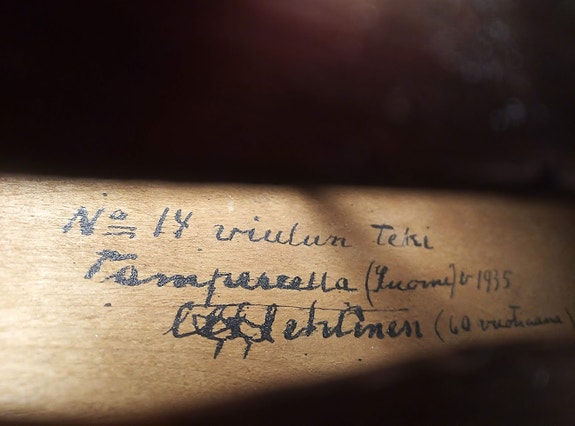 No 14 viulun Teki
Tampereella (Suomi) v 1935
Lehtinen (60 vuotiaana)